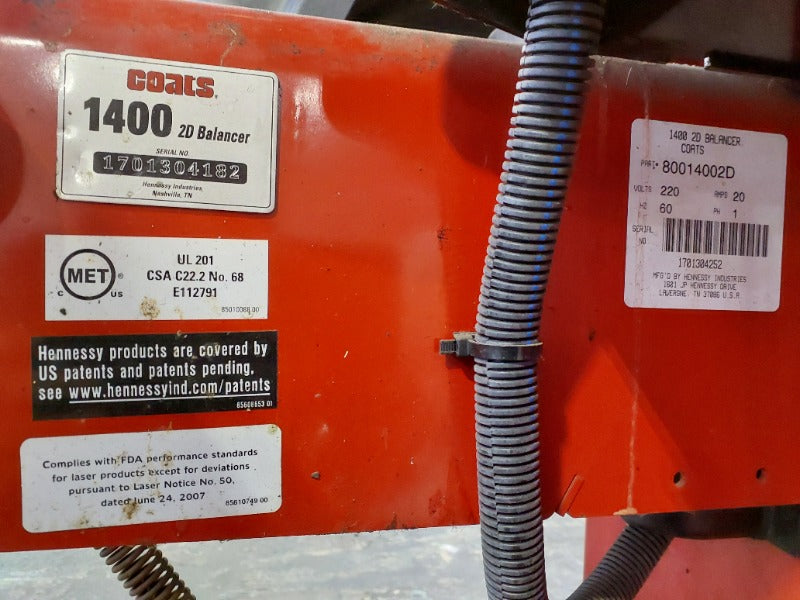 coats
1400 2D Balancer
SERIAL NO
1701304182
Hennessy Industries,
Nashville, TN
MET
C US
UL 201
CSA C22.2 No. 68
E112791
85010068 00
Hennessy products are covered by
US patents and patents pending.
see www.hennessyind.com/patents
85608653 01
Complies with FDA performance standards
for laser products except for deviations
pursuant to Laser Notice No. 50,
dated June 24, 2007
85610749 00
1400 2D BALANCER
COATS
PART# 80014002D
VOLTS 220 AMPS 20
HZ 60 PH 1
SERIAL
NO
1701304252
MFG'D BY HENNESSY INDUSTRIES
1601 JP HENNESSY DRIVE
LAVERGNE, TN 37086 U.S.A